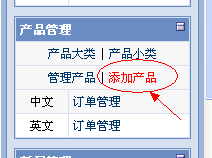 产品管理
产品大类 | 产品小类
管理产品 | 添加产品
中文 订单管理
英文 订单管理